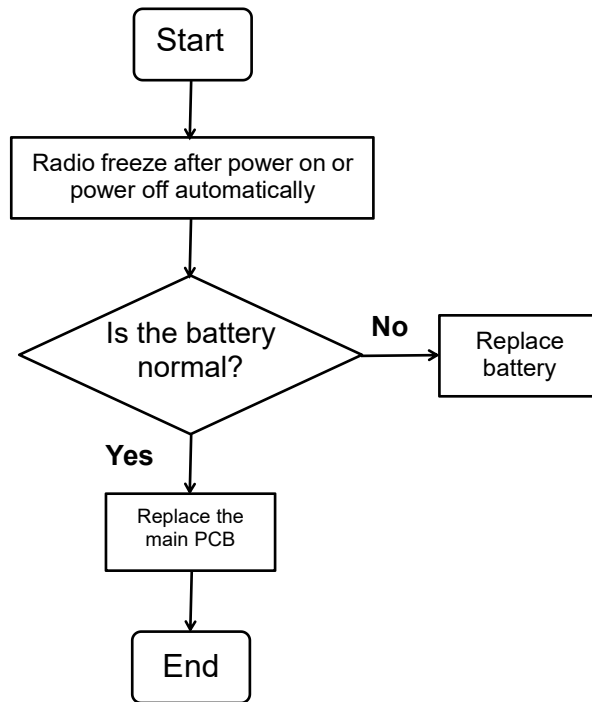 Start
Radio freeze after power on or
power off automatically
Is the battery
normal?
No
Replace
battery
Yes
Replace the
main PCB
End